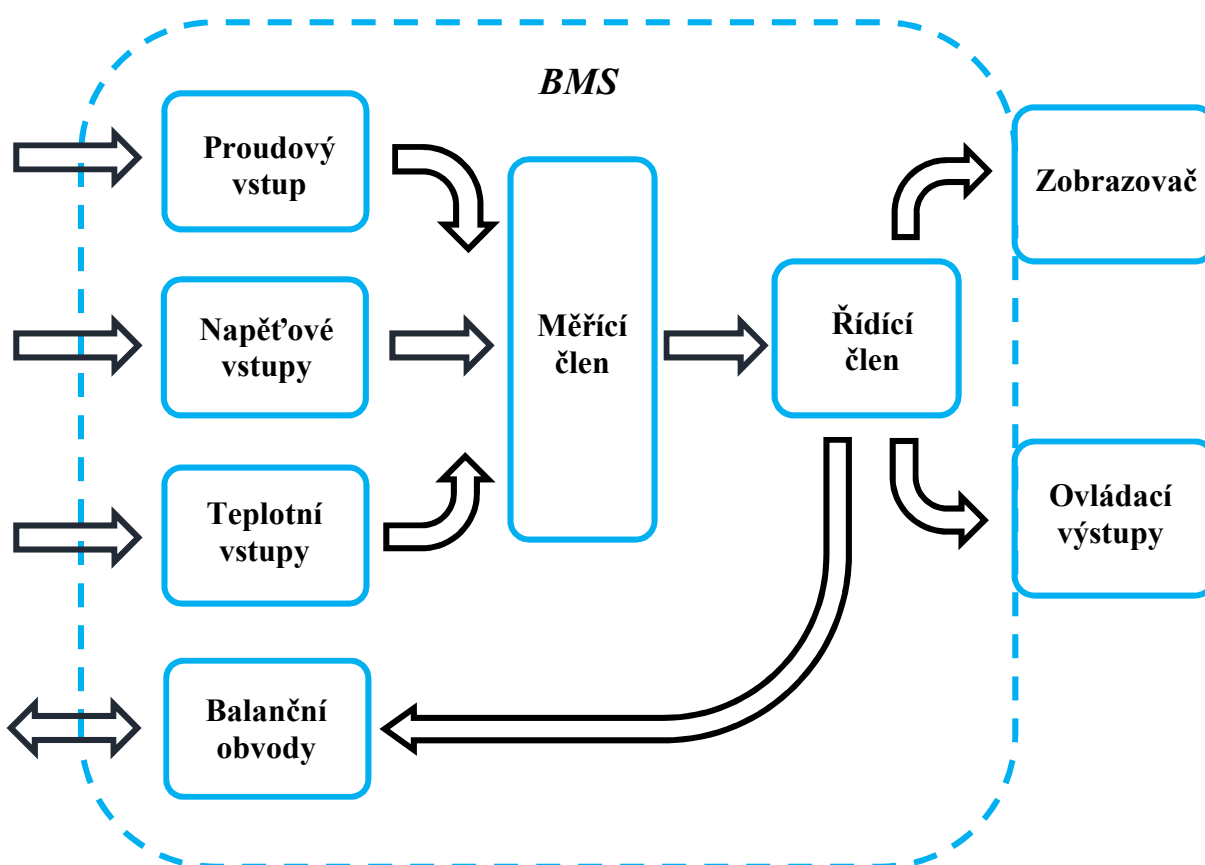 BMS
Proudový
vstup
Napěťové
vstupy
Teplotní
vstupy
Balanční
obvody
Měřící
člen
Řídící
člen
Zobrazovač
Ovládací
výstupy